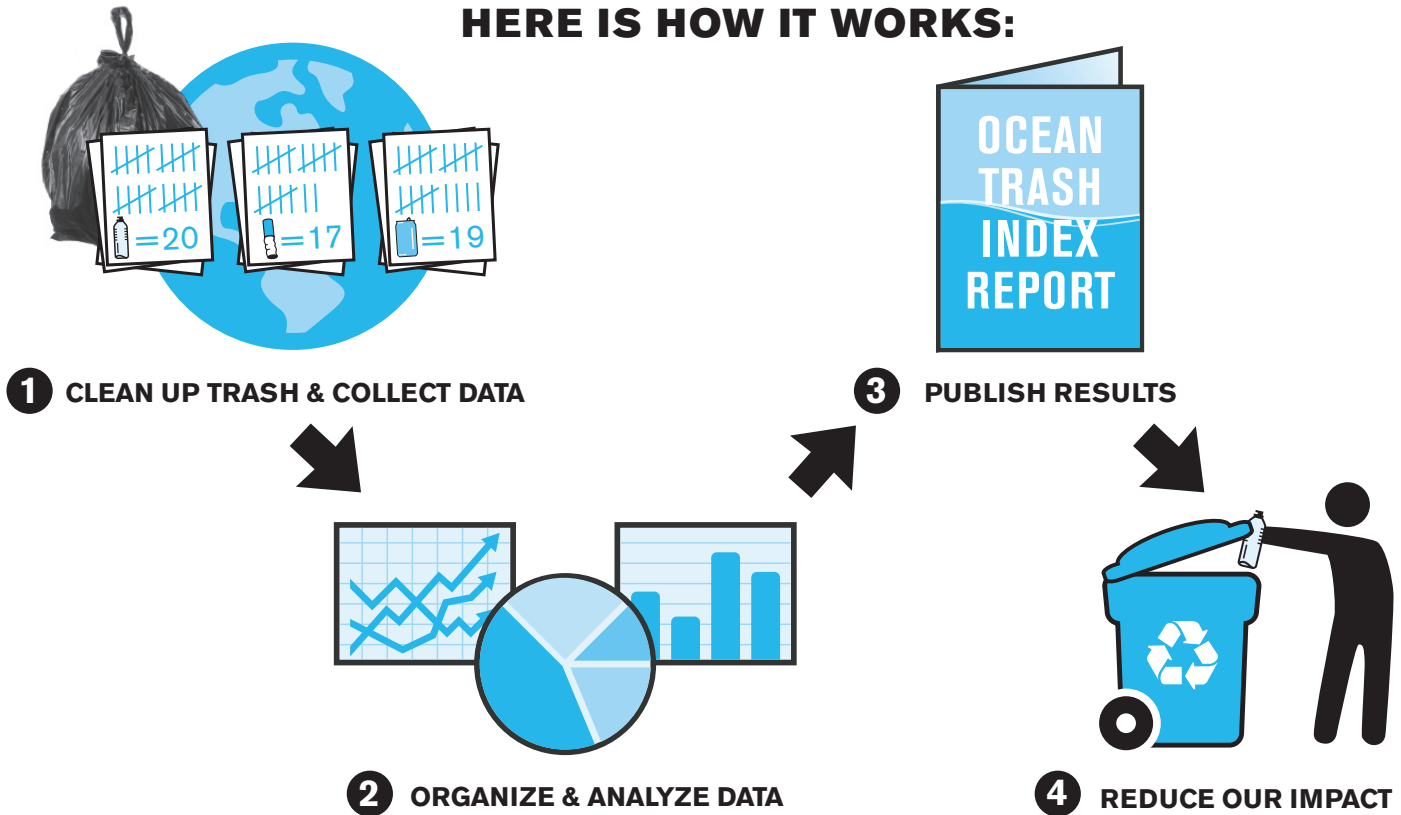 HERE IS HOW IT WORKS:
=20
=17
=19
1 CLEAN UP TRASH & COLLECT DATA
2 ORGANIZE & ANALYZE DATA
OCEAN
TRASH
INDEX
REPORT
3 PUBLISH RESULTS
4 REDUCE OUR IMPACT